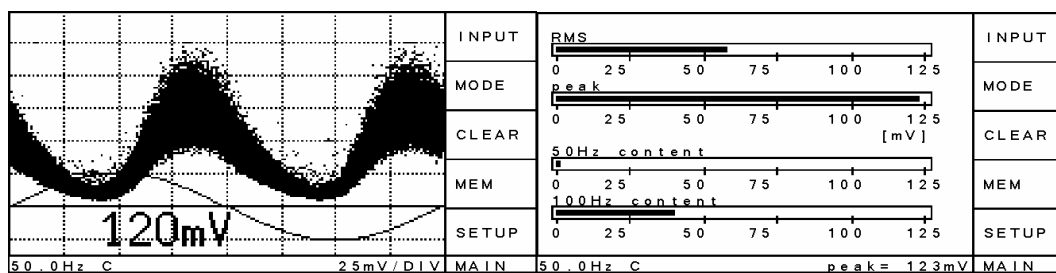 120mV
50.0Hz C 25mV/DIV
INPUT
MODE
CLEAR
MEM
SETUP
MAIN
RMS
0 25 50 75 100 125
peak
0 25 50 75 100 125
[mV]
50Hz content
0 25 50 75 100 125
100Hz content
0 25 50 75 100 125
50.0Hz C peak= 123mV
INPUT
MODE
CLEAR
MEM
SETUP
MAIN